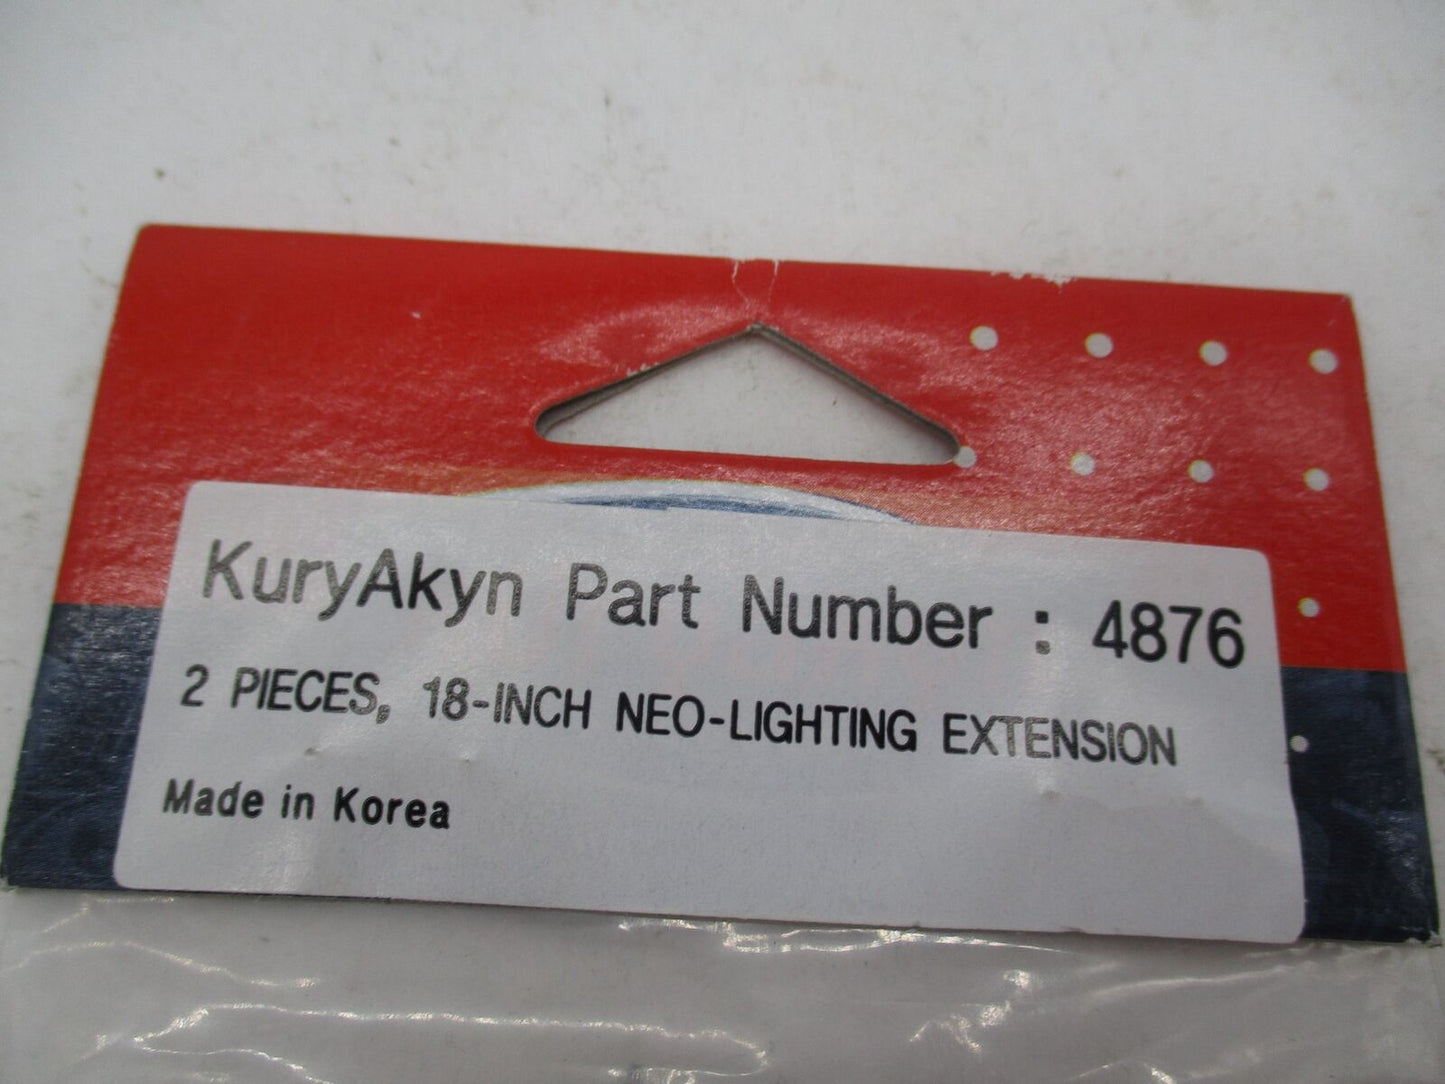 KuryAkyn Part Number : 4876
2 PIECES, 18-INCH NEO-LIGHTING EXTENSION
Made in Korea